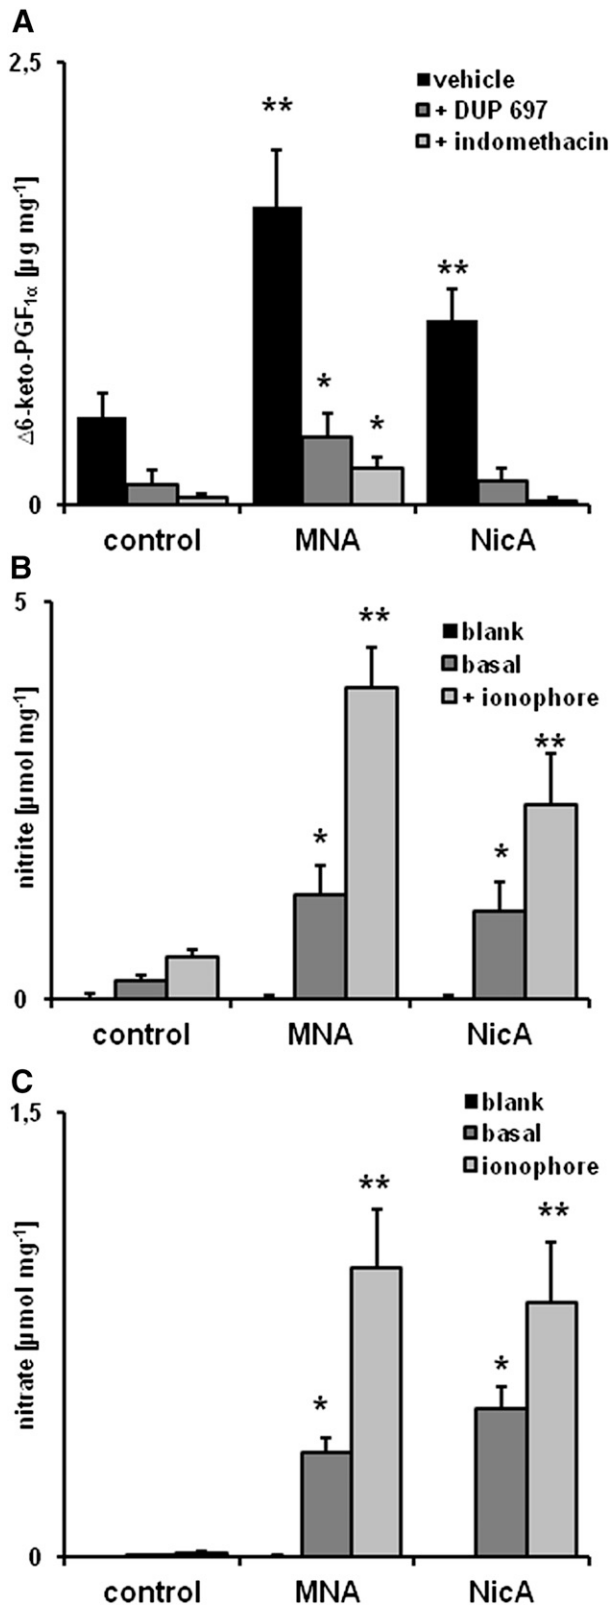 A
2,5
vehicle
+ DUP 697
+ indomethacin
Δ6-keto-PGF1α [µg mg-1]
**
**
*
*
0
control MNA NicA
B
5
blank
basal
+ ionophore
nitrite [µmol mg-1]
**
**
*
*
0
control MNA NicA
C
1,5
blank
basal
ionophore
nitrate [µmol mg-1]
**
**
*
*
0
control MNA NicA